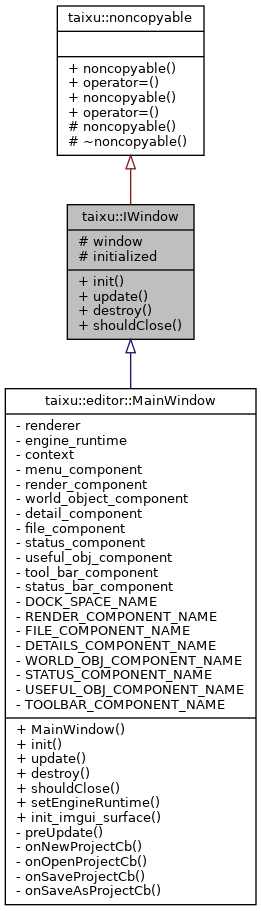 taixu::noncopyable
+ noncopyable()
+ operator=()
+ noncopyable()
+ operator=()
# noncopyable()
# ~noncopyable()
taixu::IWindow
# window
# initialized
+ init()
+ update()
+ destroy()
+ shouldClose()
taixu::editor::MainWindow
- renderer
- engine_runtime
- context
- menu_component
- render_component
- world_object_component
- detail_component
- file_component
- status_component
- useful_obj_component
- tool_bar_component
- status_bar_component
- DOCK_SPACE_NAME
- RENDER_COMPONENT_NAME
- FILE_COMPONENT_NAME
- DETAILS_COMPONENT_NAME
- WORLD_OBJ_COMPONENT_NAME
- STATUS_COMPONENT_NAME
- USEFUL_OBJ_COMPONENT_NAME
- TOOLBAR_COMPONENT_NAME
+ MainWindow()
+ init()
+ update()
+ destroy()
+ shouldClose()
+ setEngineRuntime()
+ init_imgui_surface()
- preUpdate()
- onNewProjectCb()
- onOpenProjectCb()
- onSaveProjectCb()
- onSaveAsProjectCb()